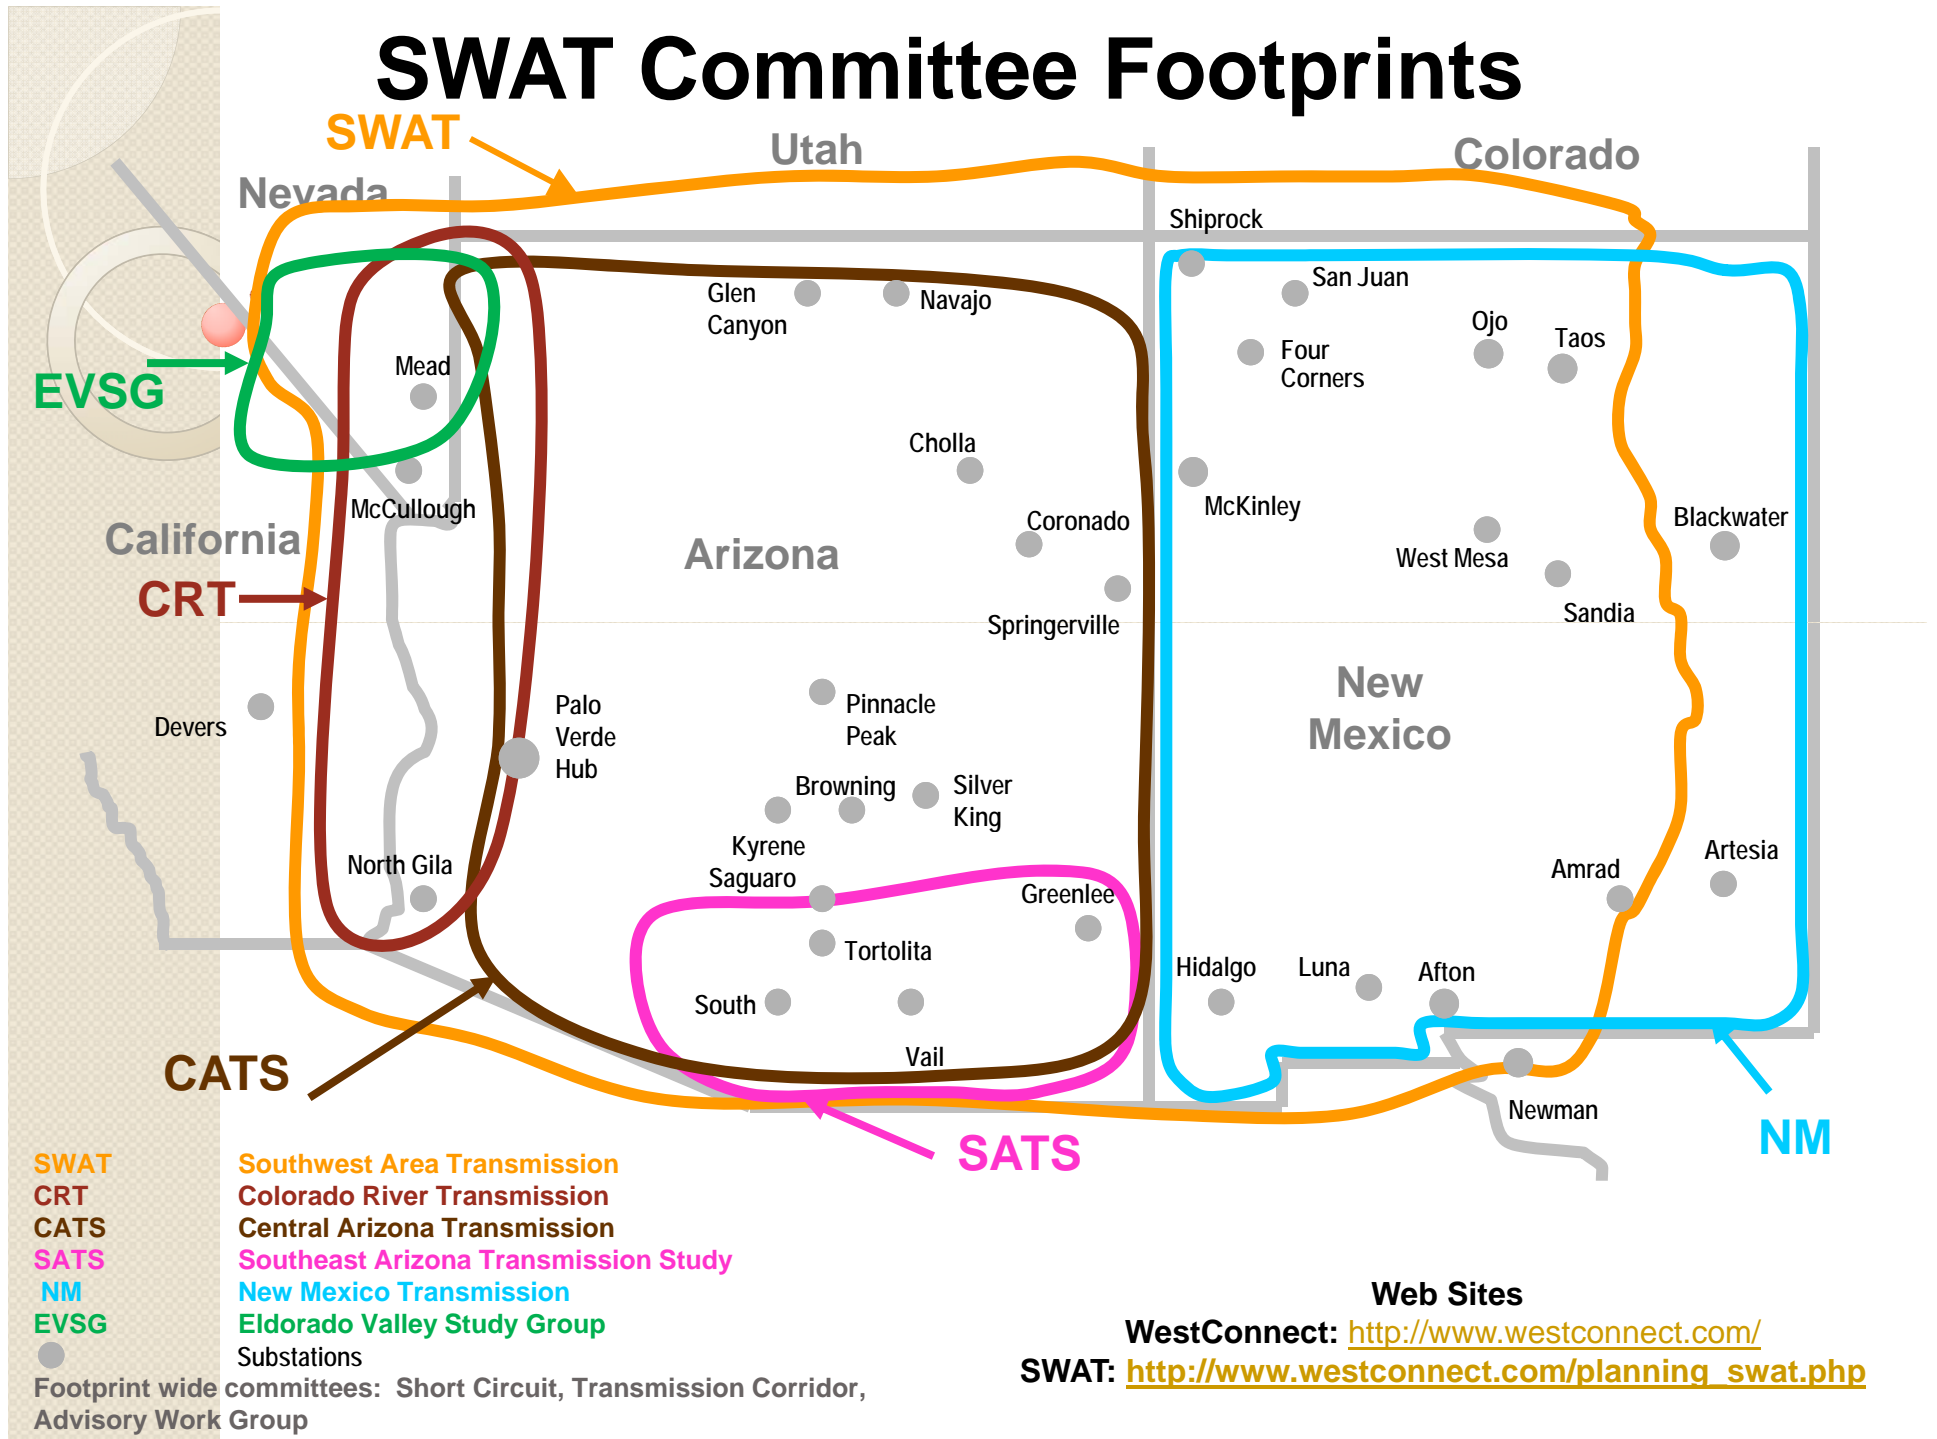 SWAT Committee Footprints
SWAT
Utah
Colorado
Nevada
Shiprock
Glen
Canyon
Navajo
San Juan
Ojo
Taos
Four
Corners
EVSG
Mead
Cholla
McCullough
McKinley
Coronado
Blackwater
California
Arizona
West Mesa
CRT
Springerville
Sandia
New
Mexico
Devers
Palo
Verde
Hub
Pinnacle
Peak
Browning
Silver
King
Kyrene
Saguaro
North Gila
Greenlee
Amrad
Artesia
Tortolita
South
Vail
Hidalgo
Luna
Afton
CATS
Newman
SATS
NM
SWAT Southwest Area Transmission
CRT Colorado River Transmission
CATS Central Arizona Transmission
SATS Southeast Arizona Transmission Study
NM New Mexico Transmission
EVSG Eldorado Valley Study Group
Substations
Footprint wide committees: Short Circuit, Transmission Corridor,
Advisory Work Group
Web Sites
WestConnect: http://www.westconnect.com/
SWAT: http://www.westconnect.com/planning_swat.php